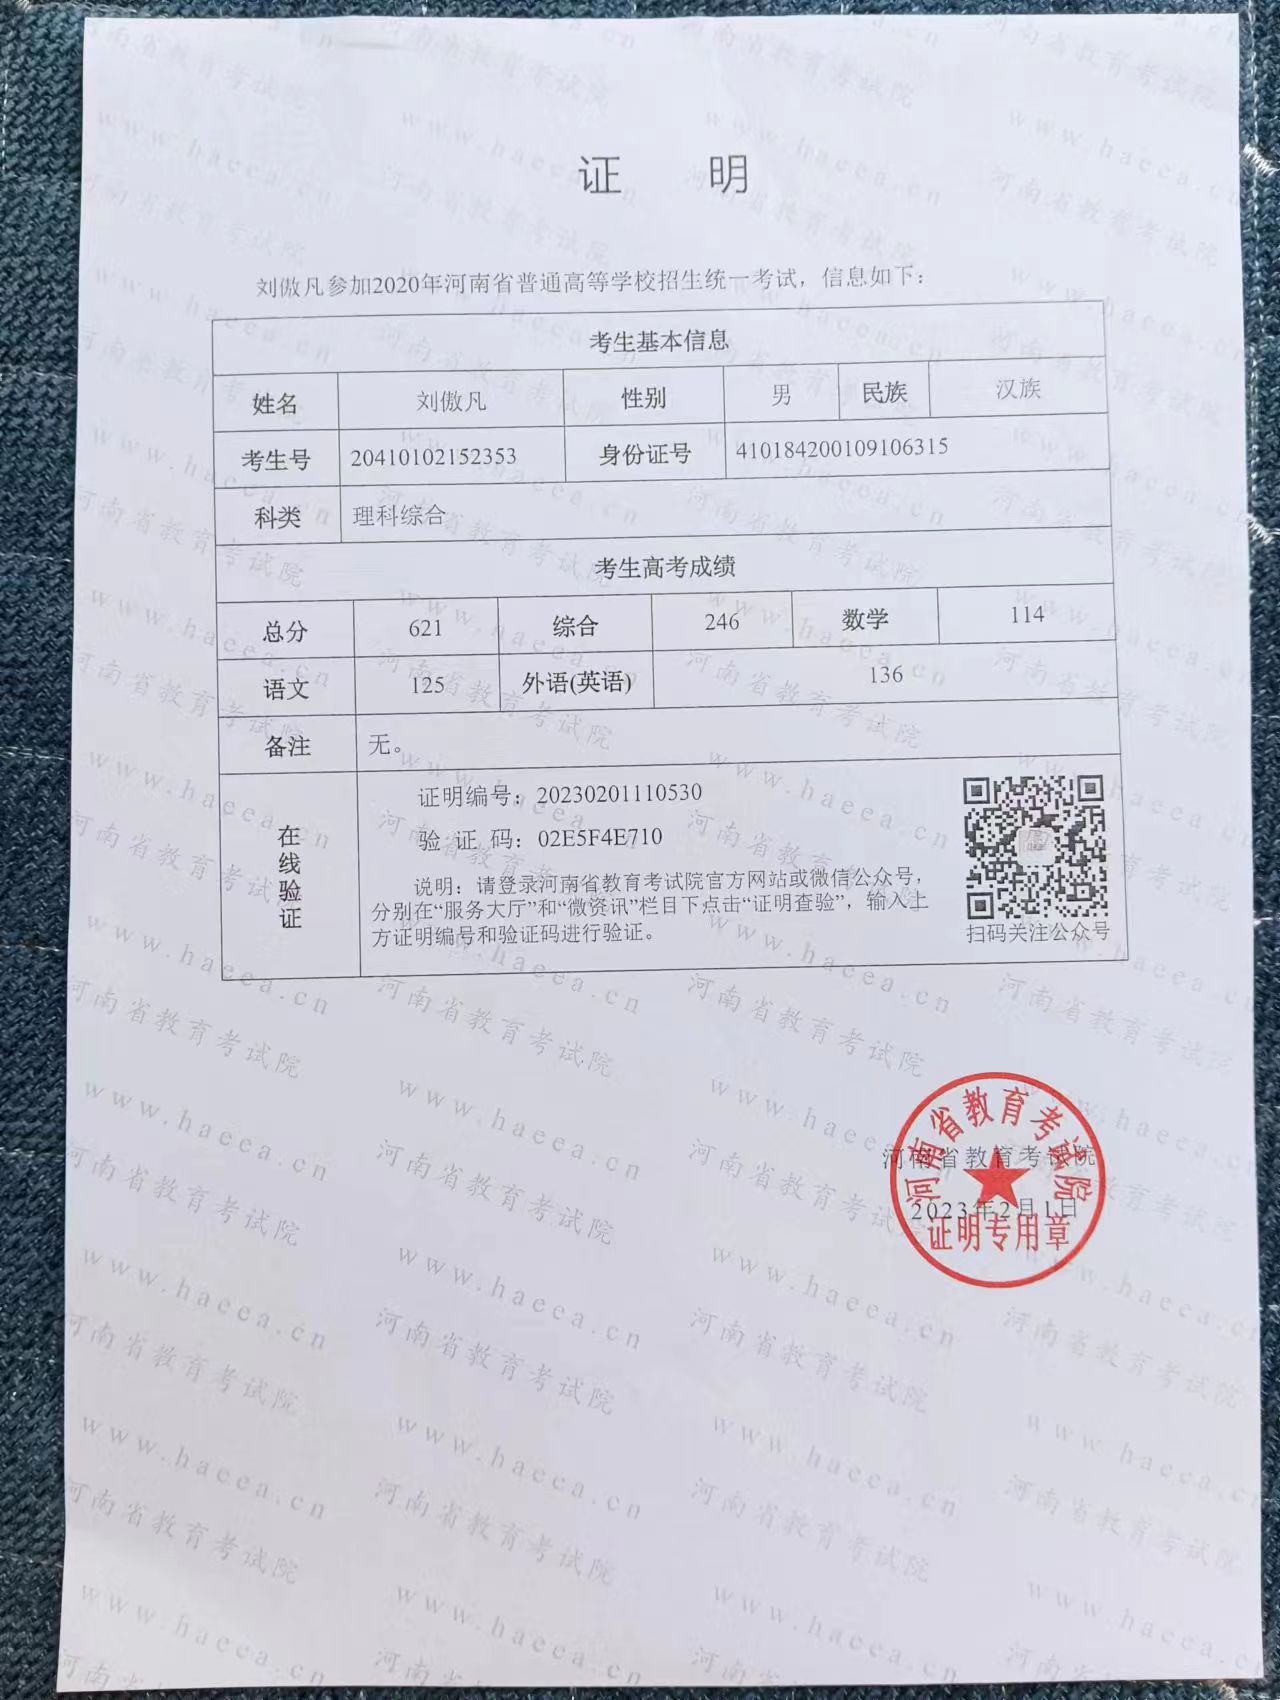 证 明
刘傲凡参加2020年河南省普通高等学校招生统一考试，信息如下：
考生基本信息
姓名 刘傲凡 性别 男 民族 汉族
考生号 20410102152353 身份证号 410184200109106315
科类 理科综合
考生高考成绩
总分 621 综合 246 数学 114
语文 125 外语(英语) 136
备注 无。
在线验证
证明编号：20230201110530
验 证 码：02E5F4E710
说明：请登录河南省教育考试院官方网站或微信公众号，
分别在“服务大厅”和“微资讯”栏目下点击“证明查验”，输入上
方证明编号和验证码进行验证。
扫码关注公众号
河南省教育考试院
2023年2月1日
河南省教育考试院
证明专用章
河南省教育考试院
www.haeea.cn